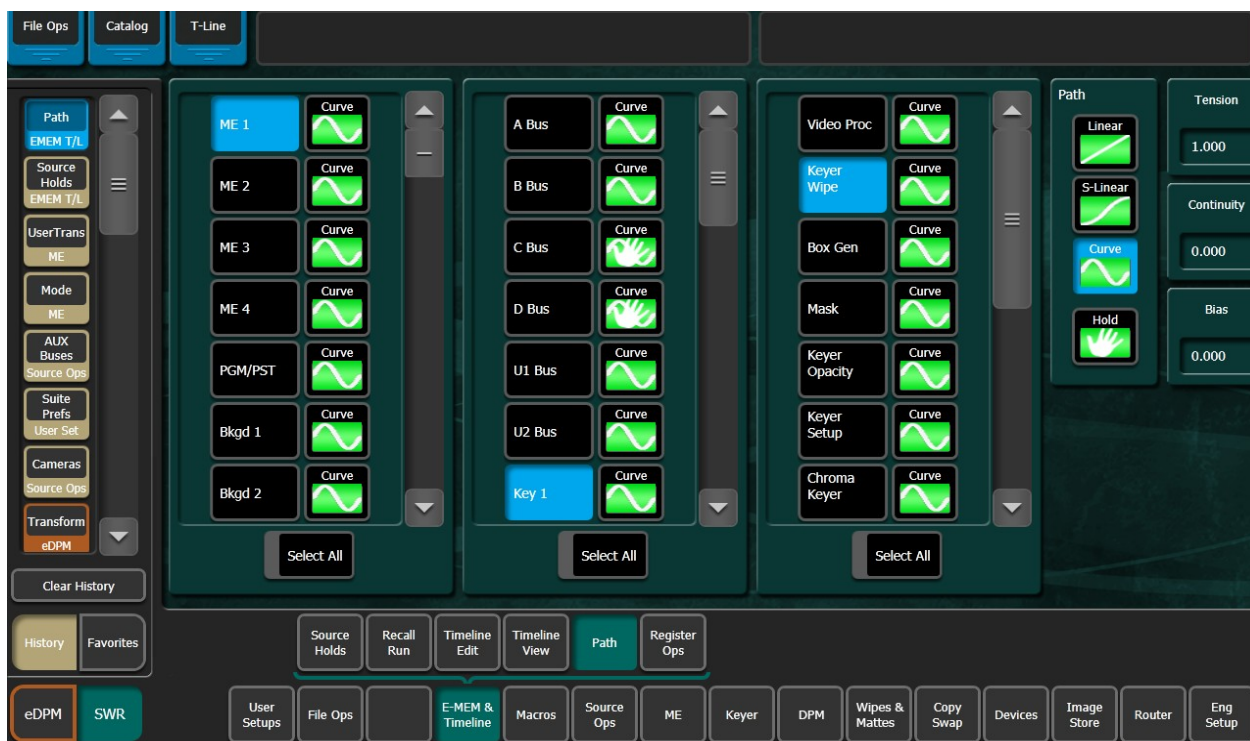 File Ops
Catalog
T-Line
Path
EMEM T/L
Source
Holds
EMEM T/L
UserTrans
ME
Mode
ME
AUX
Buses
Source Ops
Suite
Prefs
User Set
Cameras
Source Ops
Transform
eDPM
Clear History
History
Favorites
eDPM
SWR
ME 1
Curve
ME 2
Curve
ME 3
Curve
ME 4
Curve
PGM/PST
Curve
Bkgd 1
Curve
Bkgd 2
Curve
Select All
A Bus
Curve
B Bus
Curve
C Bus
Curve
D Bus
Curve
U1 Bus
Curve
U2 Bus
Curve
Key 1
Curve
Select All
Video Proc
Curve
Keyer
Wipe
Curve
Box Gen
Curve
Mask
Curve
Keyer
Opacity
Curve
Keyer
Setup
Curve
Chroma
Keyer
Curve
Select All
Path
Linear
S-Linear
Curve
Hold
Tension
1.000
Continuity
0.000
Bias
0.000
Source
Holds
Recall
Run
Timeline
Edit
Timeline
View
Path
Register
Ops
User
Setups
File Ops
E-MEM &
Timeline
Macros
Source
Ops
ME
Keyer
DPM
Wipes &
Mattes
Copy
Swap
Devices
Image
Store
Router
Eng
Setup